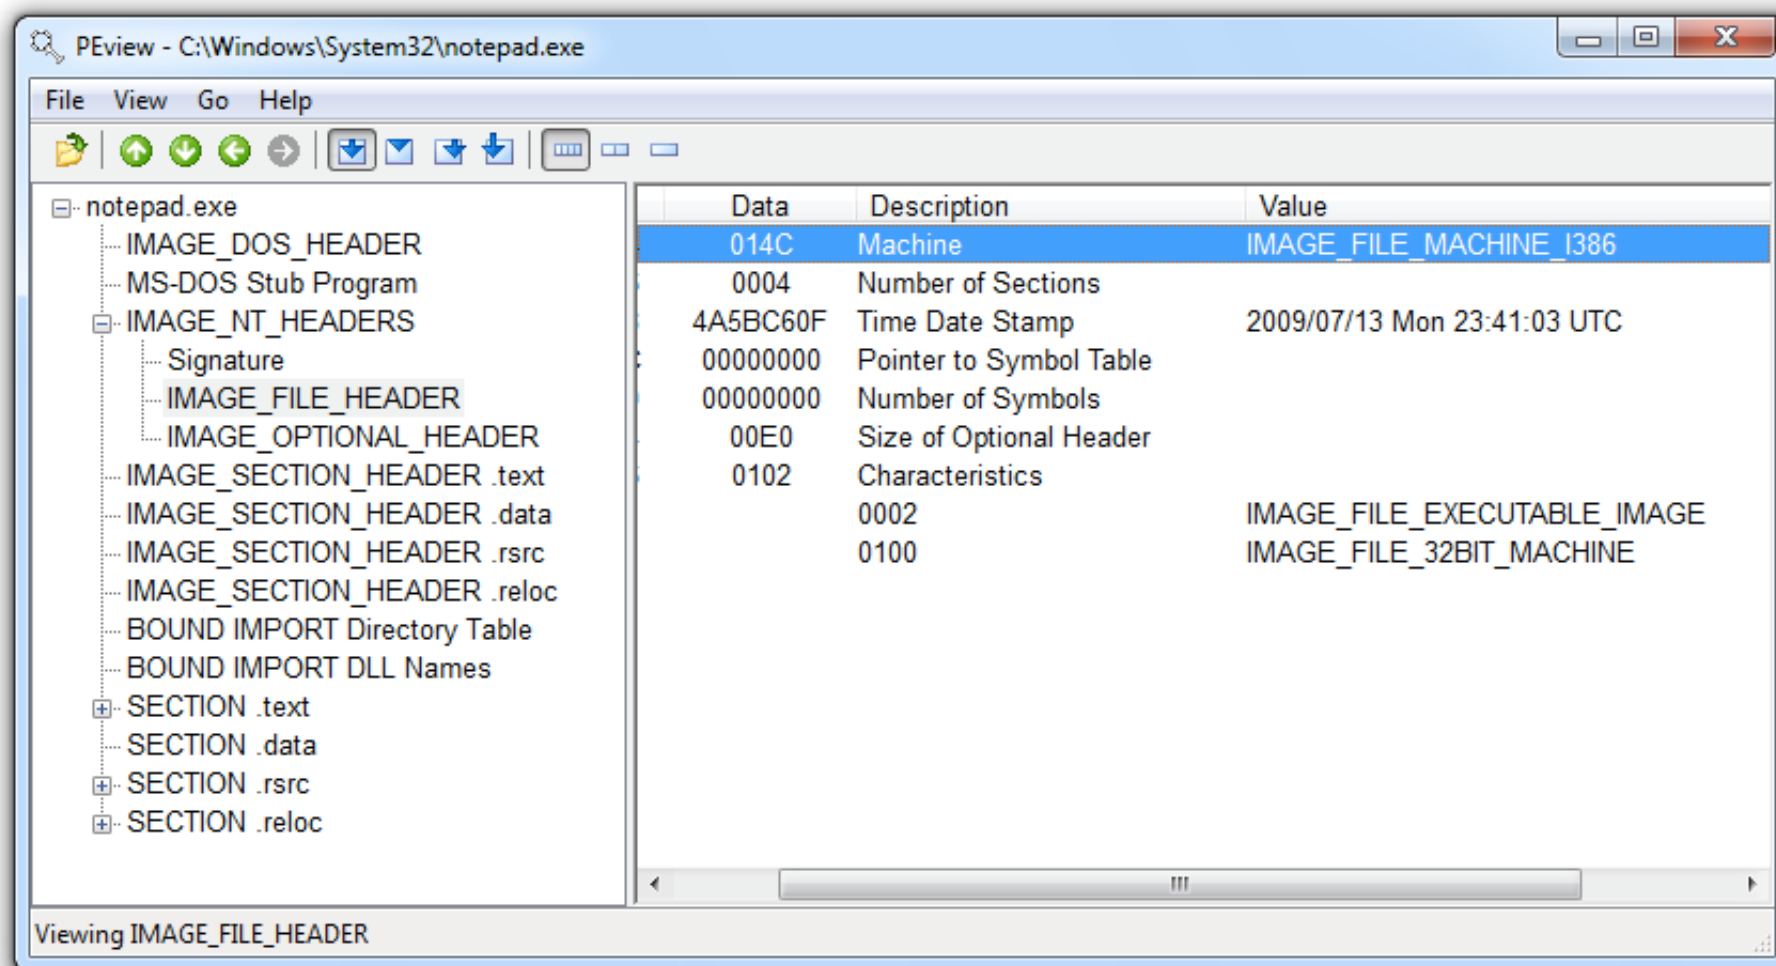 PEview - C:\Windows\System32\notepad.exe
File View Go Help
notepad.exe
IMAGE_DOS_HEADER
MS-DOS Stub Program
IMAGE_NT_HEADERS
Signature
IMAGE_FILE_HEADER
IMAGE_OPTIONAL_HEADER
IMAGE_SECTION_HEADER .text
IMAGE_SECTION_HEADER .data
IMAGE_SECTION_HEADER .rsrc
IMAGE_SECTION_HEADER .reloc
BOUND IMPORT Directory Table
BOUND IMPORT DLL Names
SECTION .text
SECTION .data
SECTION .rsrc
SECTION .reloc
Data Description Value
014C Machine IMAGE_FILE_MACHINE_I386
0004 Number of Sections
4A5BC60F Time Date Stamp 2009/07/13 Mon 23:41:03 UTC
00000000 Pointer to Symbol Table
00000000 Number of Symbols
00E0 Size of Optional Header
0102 Characteristics
0002 IMAGE_FILE_EXECUTABLE_IMAGE
0100 IMAGE_FILE_32BIT_MACHINE
Viewing IMAGE_FILE_HEADER